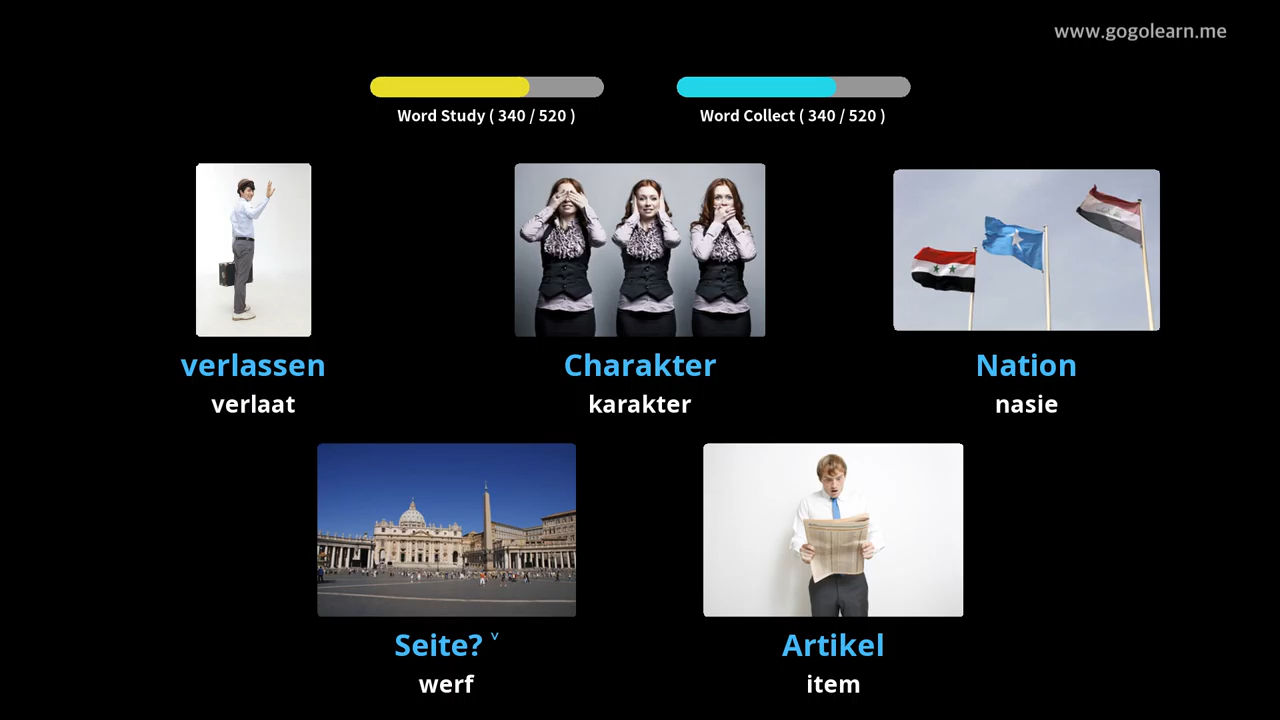 www.gogolearn.me
Word Study ( 340 / 520 )
Word Collect ( 340 / 520 )
verlassen
verlaat
Charakter
karakter
Nation
nasie
Seite? ˅
werf
Artikel
item